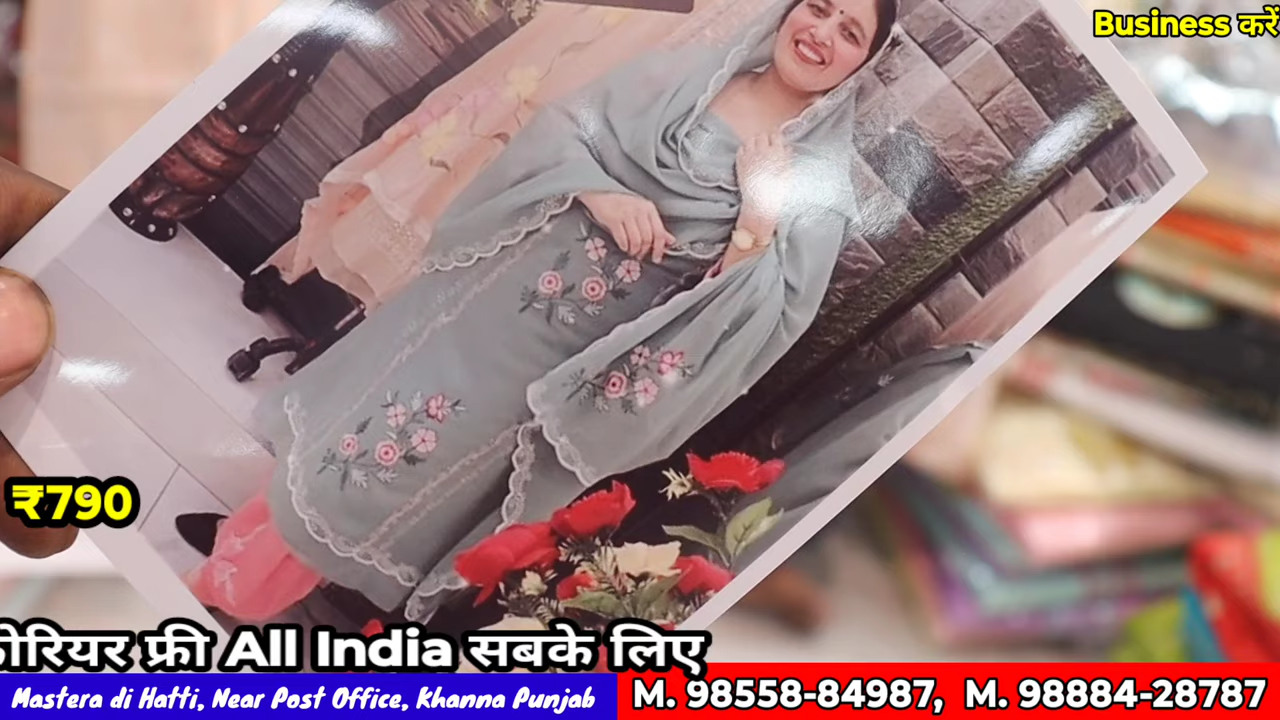 Business करें
₹790
कोरियर फ्री All India सबके लिए
Mastera di Hatti, Near Post Office, Khanna Punjab
M. 98558-84987, M. 98884-28787